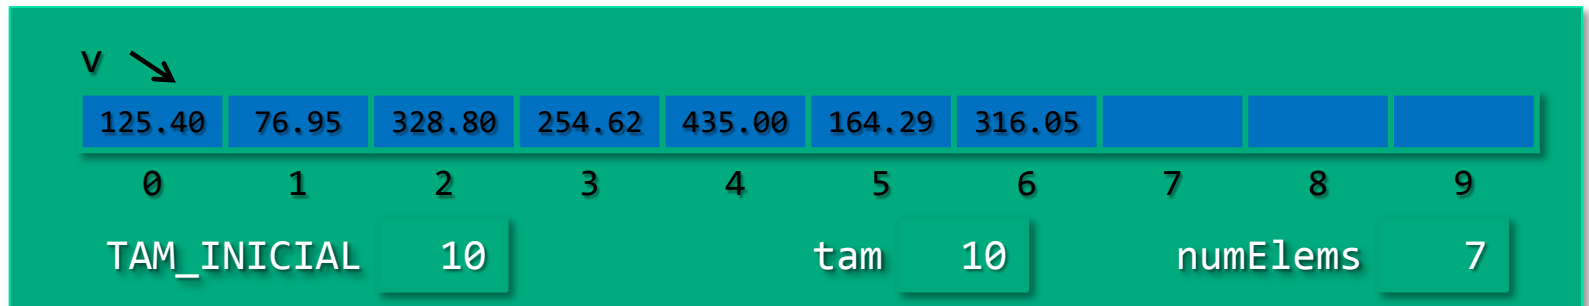 v
125.40 76.95 328.80 254.62 435.00 164.29 316.05
0 1 2 3 4 5 6 7 8 9
TAM_INICIAL 10 tam 10 numElems 7